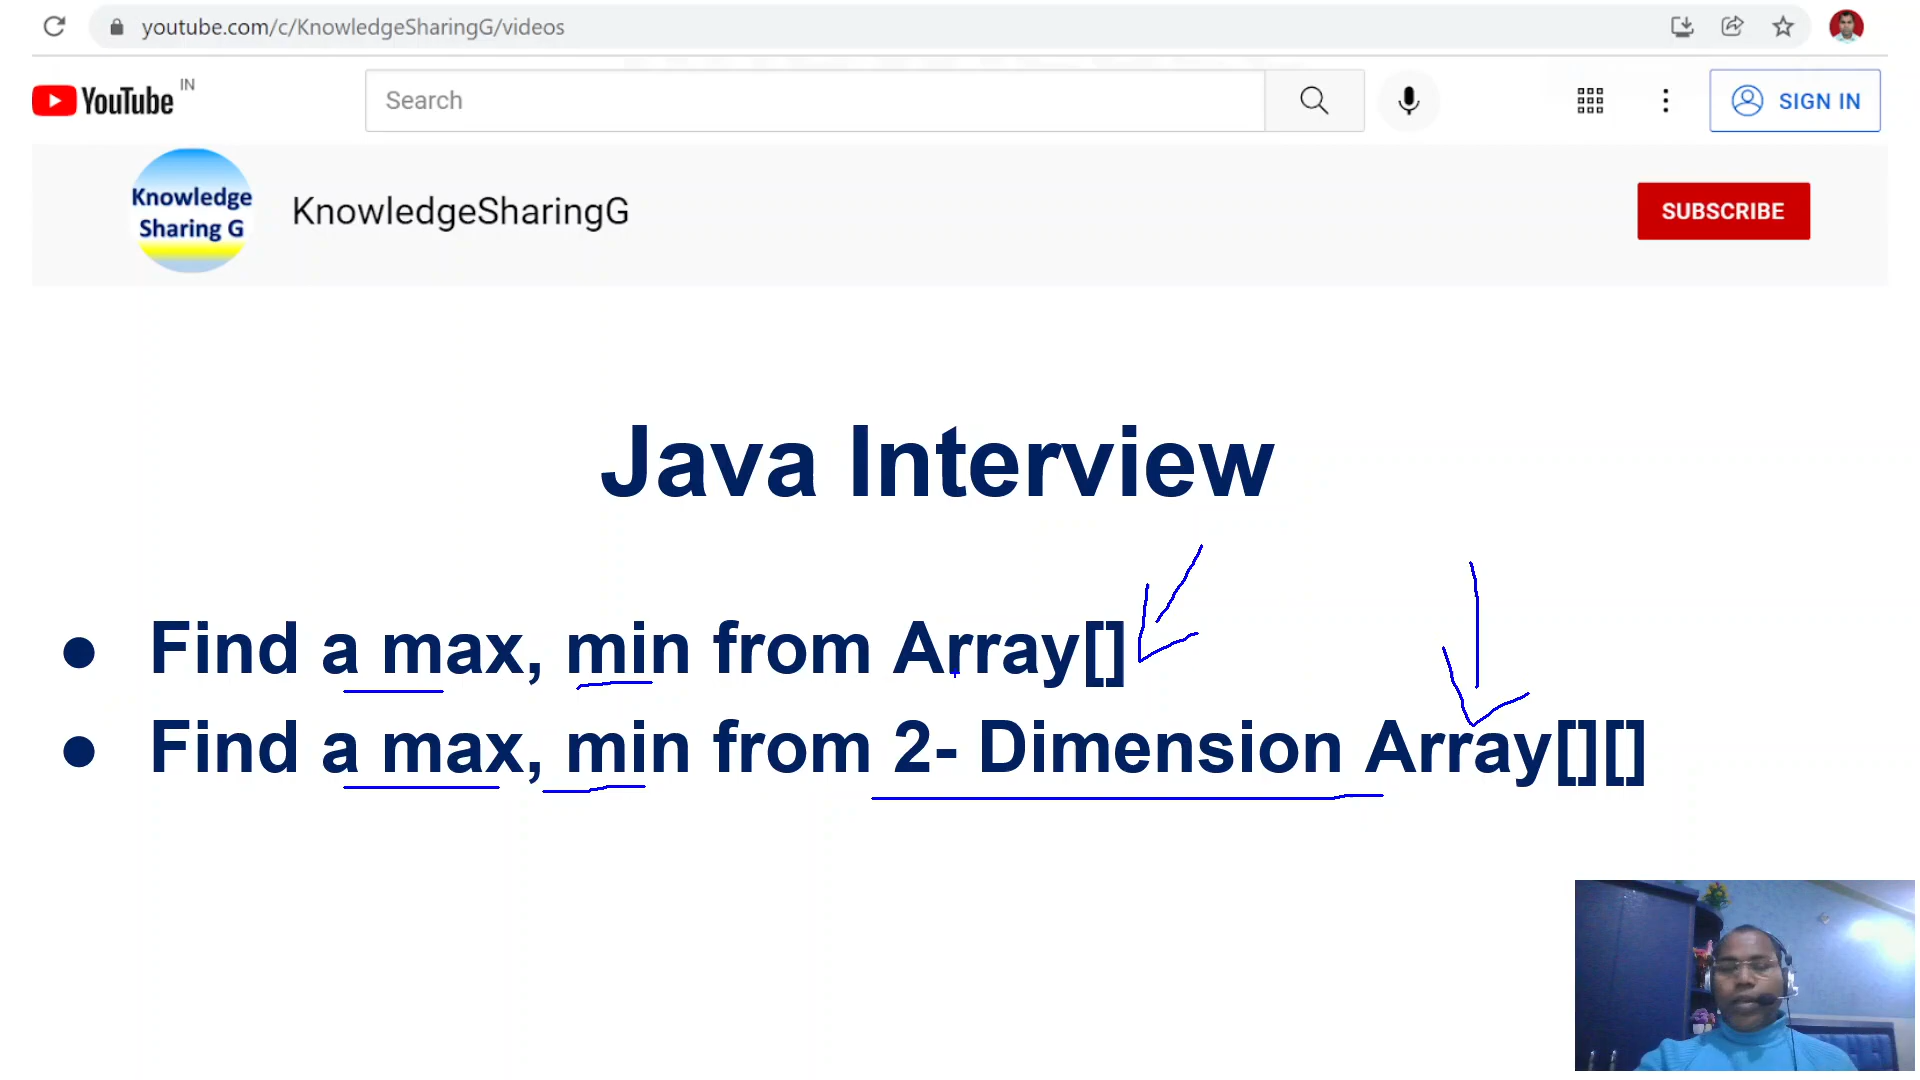 youtube.com/c/KnowledgeSharingG/videos
YouTube IN
Search
SIGN IN
Knowledge
Sharing G
KnowledgeSharingG
SUBSCRIBE
Java Interview
● Find a max, min from Array[]
● Find a max, min from 2- Dimension Array[][]